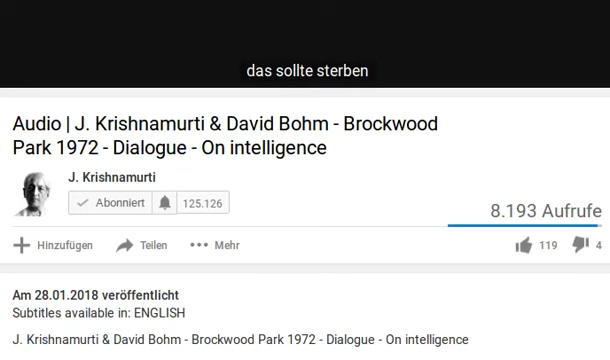 das sollte sterben
Audio | J. Krishnamurti & David Bohm - Brockwood
Park 1972 - Dialogue - On intelligence
J. Krishnamurti
Abonniert 125.126
8.193 Aufrufe
Hinzufügen Teilen Mehr 119 4
Am 28.01.2018 veröffentlicht
Subtitles available in: ENGLISH
J. Krishnamurti & David Bohm - Brockwood Park 1972 - Dialogue - On intelligence